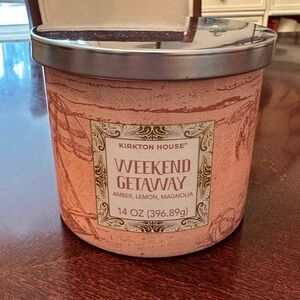 KIRKTON HOUSE®
WEEKEND
GETAWAY
AMBER, LEMON, MAGNOLIA
14 OZ (396.89g)